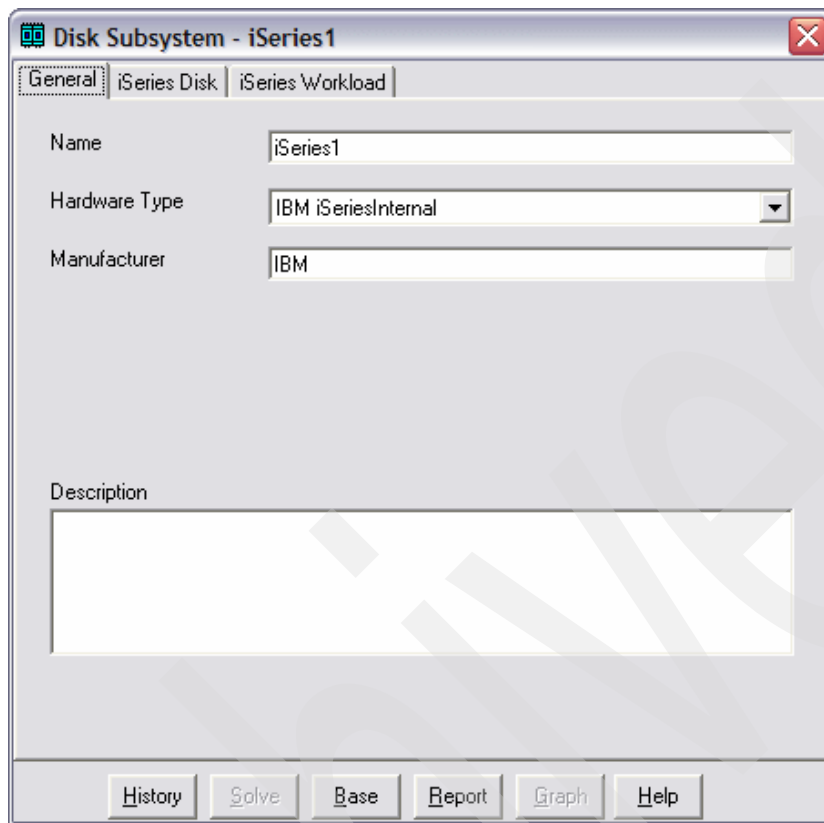 Disk Subsystem - iSeries1
General iSeries Disk iSeries Workload
Name iSeries1
Hardware Type IBM iSeriesInternal
Manufacturer IBM
Description
History Solve Base Report Graph Help